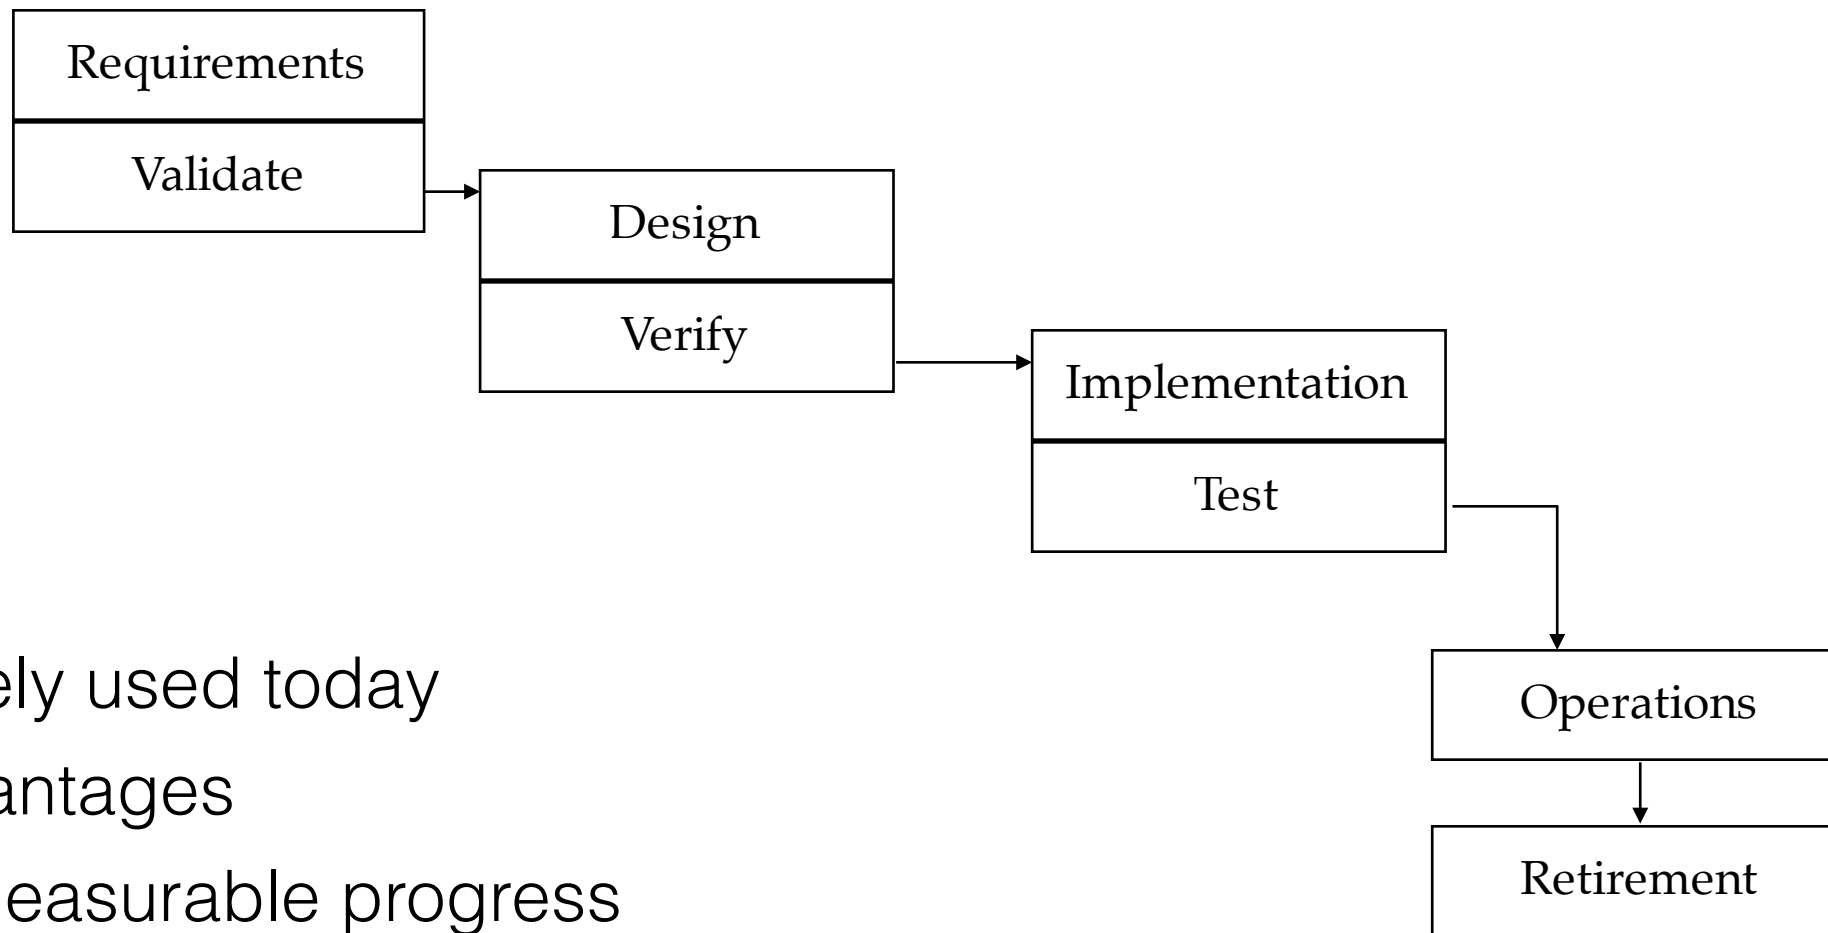 Requirements
Validate
Design
Verify
Implementation
Test
Operations
Retirement
ely used today
antages
easurable progress